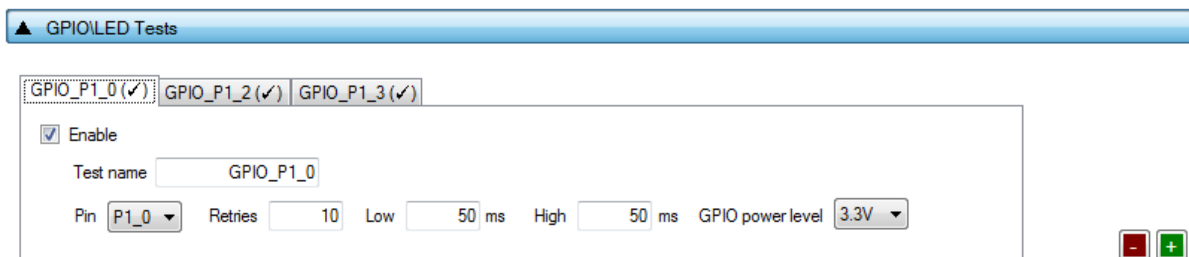 ▲ GPIO\LED Tests
GPIO_P1_0 (✓) GPIO_P1_2 (✓) GPIO_P1_3 (✓)
Enable
Test name GPIO_P1_0
Pin P1_0 Retries 10 Low 50 ms High 50 ms GPIO power level 3.3V
- +